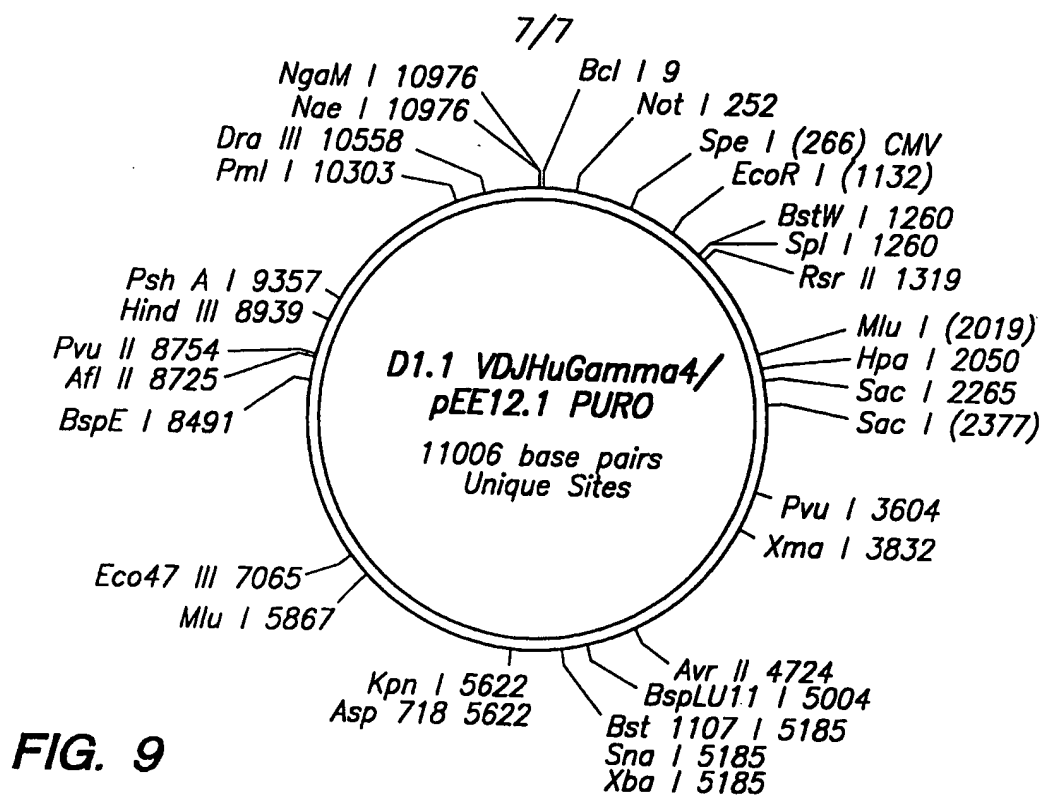 7/7
NgaM I 10976
Nae I 10976
Dra III 10558
Pml I 10303
Bcl I 9
Not I 252
Spe I (266) CMV
EcoR I (1132)
BstW I 1260
Spl I 1260
Rsr II 1319
Mlu I (2019)
Hpa I 2050
Sac I 2265
Sac I (2377)
Pvu I 3604
Xma I 3832
Avr II 4724
BspLU11 I 5004
Bst 1107 I 5185
Sna I 5185
Xba I 5185
Kpn I 5622
Asp 718 5622
Mlu I 5867
Eco47 III 7065
BspE I 8491
Afl II 8725
Pvu II 8754
Hind III 8939
Psh A I 9357
D1.1 VDJHuGamma4/
pEE12.1 PURO
11006 base pairs
Unique Sites
FIG. 9